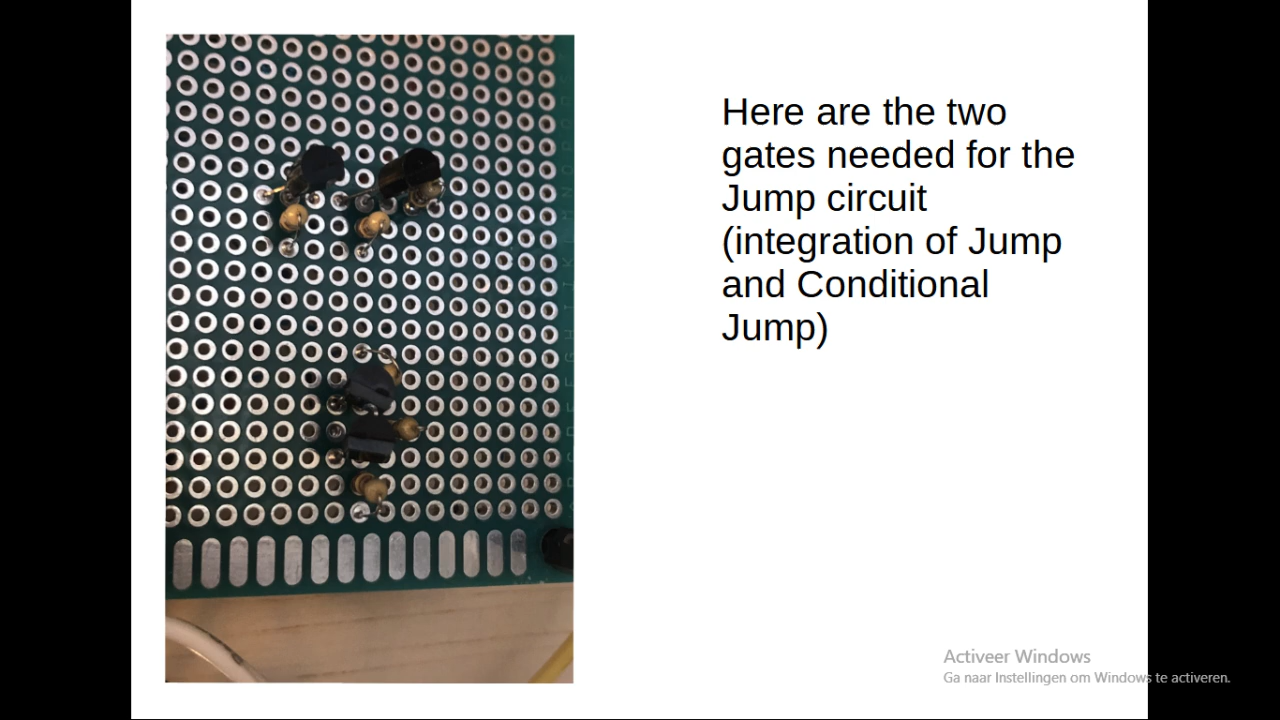 Here are the two
gates needed for the
Jump circuit
(integration of Jump
and Conditional
Jump)
Activeer Windows
Ga naar Instellingen om Windows te activeren.